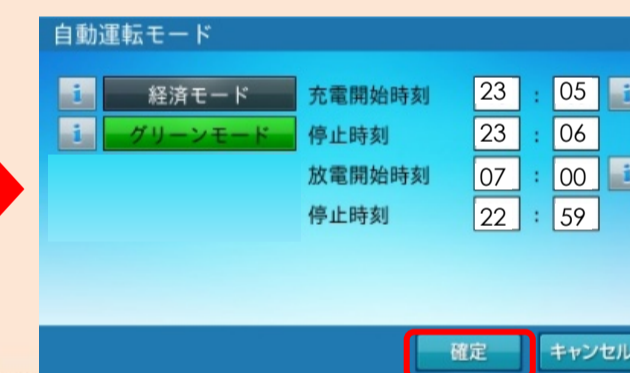 自動運転モード
i 経済モード 充電開始時刻 23 : 05 i
i グリーンモード 停止時刻 23 : 06
放電開始時刻 07 : 00 i
停止時刻 22 : 59
確定 キャンセル